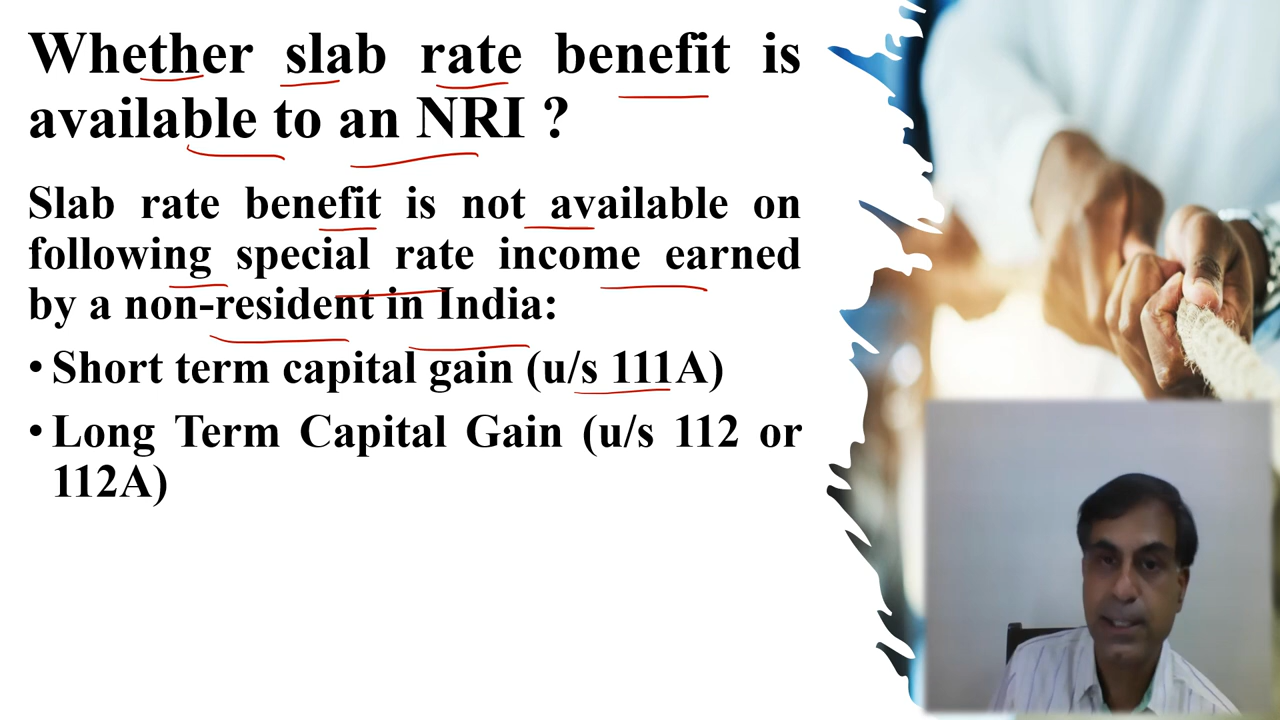 Whether slab rate benefit is
available to an NRI ?
Slab rate benefit is not available on
following special rate income earned
by a non-resident in India:
• Short term capital gain (u/s 111A)
• Long Term Capital Gain (u/s 112 or
112A)